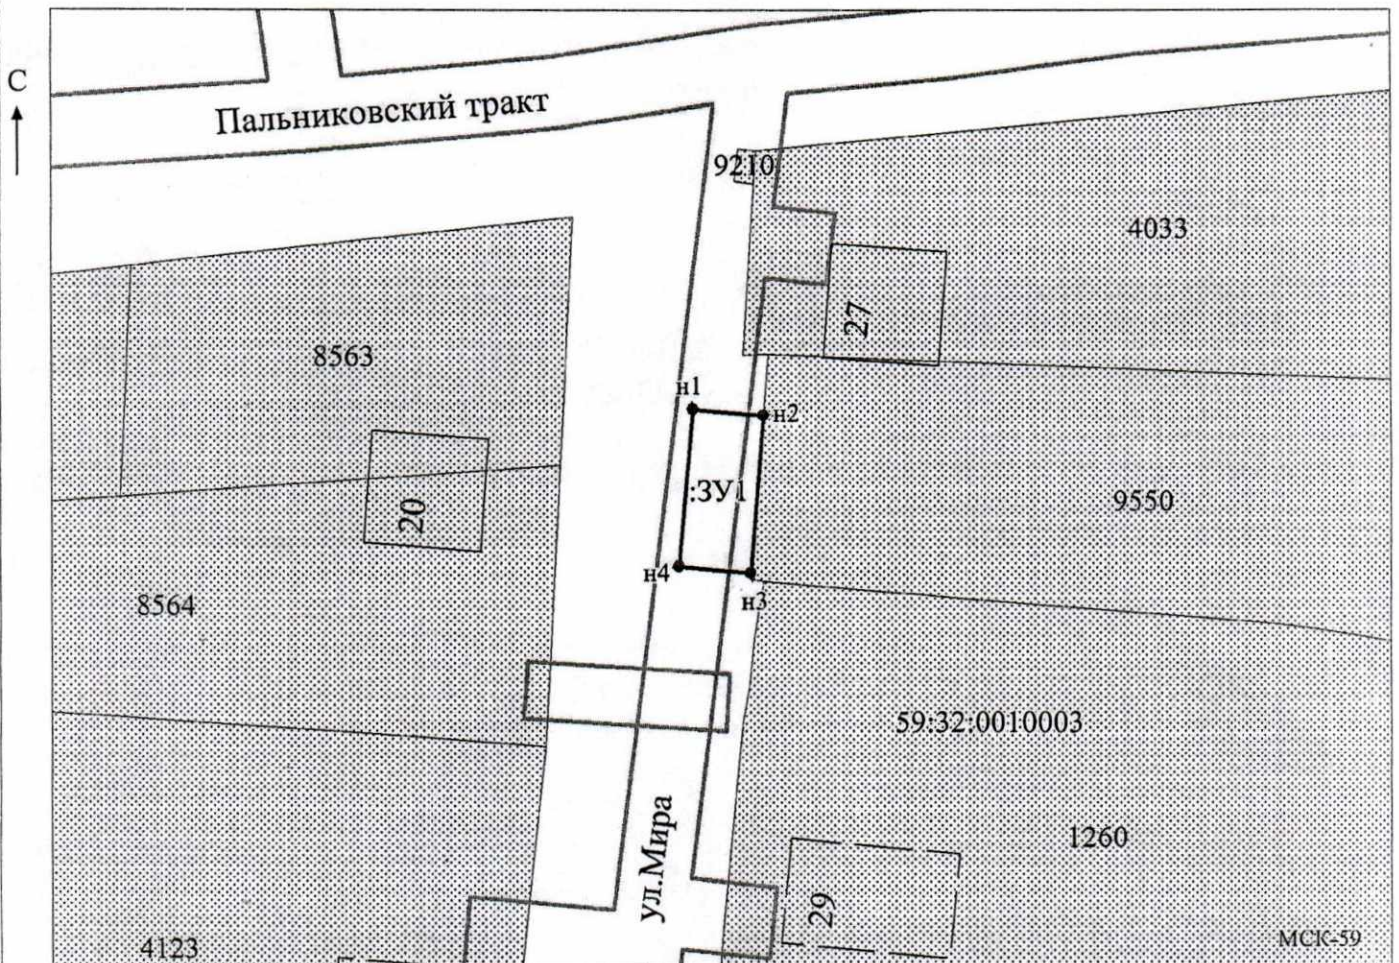 С
Пальниковский тракт
9210
4033
27
8563
н1
н2
:ЗУ1
20
9550
н4
н3
8564
59:32:0010003
ул.Мира
1260
29
4123
МСК-59